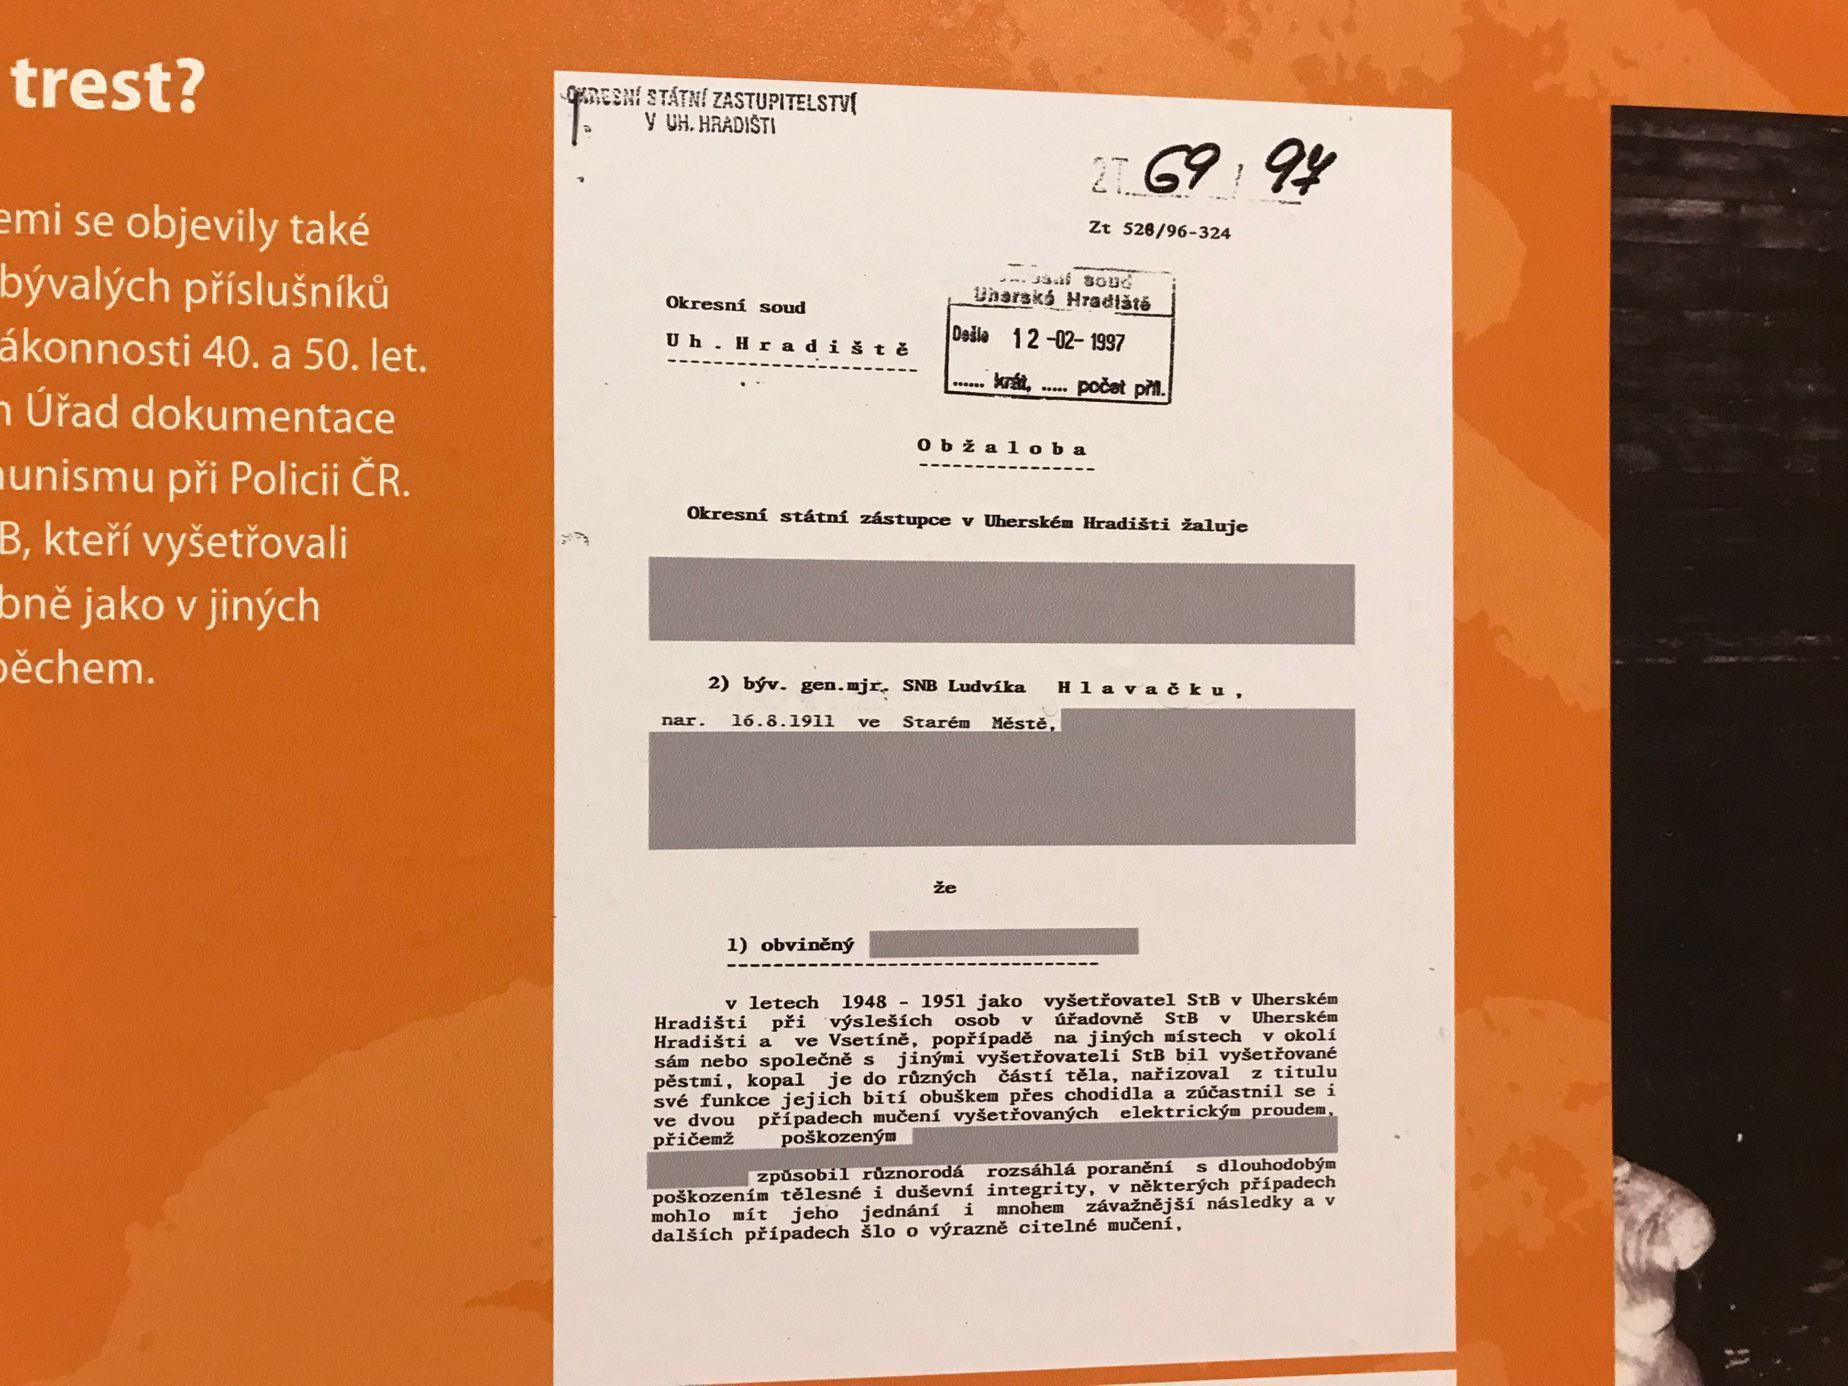 trest?
emi se objevily také
bývalých příslušníků
ákonnosti 40. a 50. let.
n Úřad dokumentace
unismu při Policii ČR.
B, kteří vyšetřovali
bně jako v jiných
pěchem.
OKRESNÍ STÁTNÍ ZASTUPITELSTVÍ
V UH. HRADIŠTI
2T 69 / 97
Zt 528/96-324
Okresní soud
Uherské Hradiště
Došlo 12-02-1997
...... krát, ..... počet příl.
Okresní soud
Uh. Hradiště
Obžaloba
Okresní státní zástupce v Uherském Hradišti žaluje
2) býv. gen.mjr. SNB Ludvíka Hlavačku,
nar. 16.8.1911 ve Starém Městě,
že
1) obviněný
v letech 1948 - 1951 jako vyšetřovatel StB v Uherském
Hradišti při výsleších osob v úřadovně StB v Uherském
Hradišti a ve Vsetíně, popřípadě na jiných místech v okolí
sám nebo společně s jinými vyšetřovateli StB bil vyšetřované
pěstmi, kopal je do různých částí těla, nařizoval z titulu
své funkce jejich bití obuškem přes chodidla a zúčastnil se i
ve dvou případech mučení vyšetřovaných elektrickým proudem,
přičemž poškozeným
způsobil různorodá rozsáhlá poranění s dlouhodobým
poškozením tělesné i duševní integrity, v některých případech
mohlo mít jeho jednání i mnohem závažnější následky a v
dalších případech šlo o výrazně citelné mučení,